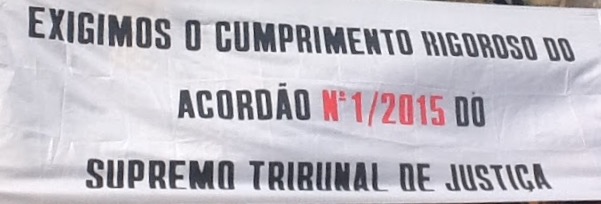 EXIGIMOS O CUMPRIMENTO RIGOROSO DO
ACORDÃO Nº1/2015 DO
SUPREMO TRIBUNAL DE JUSTIÇA